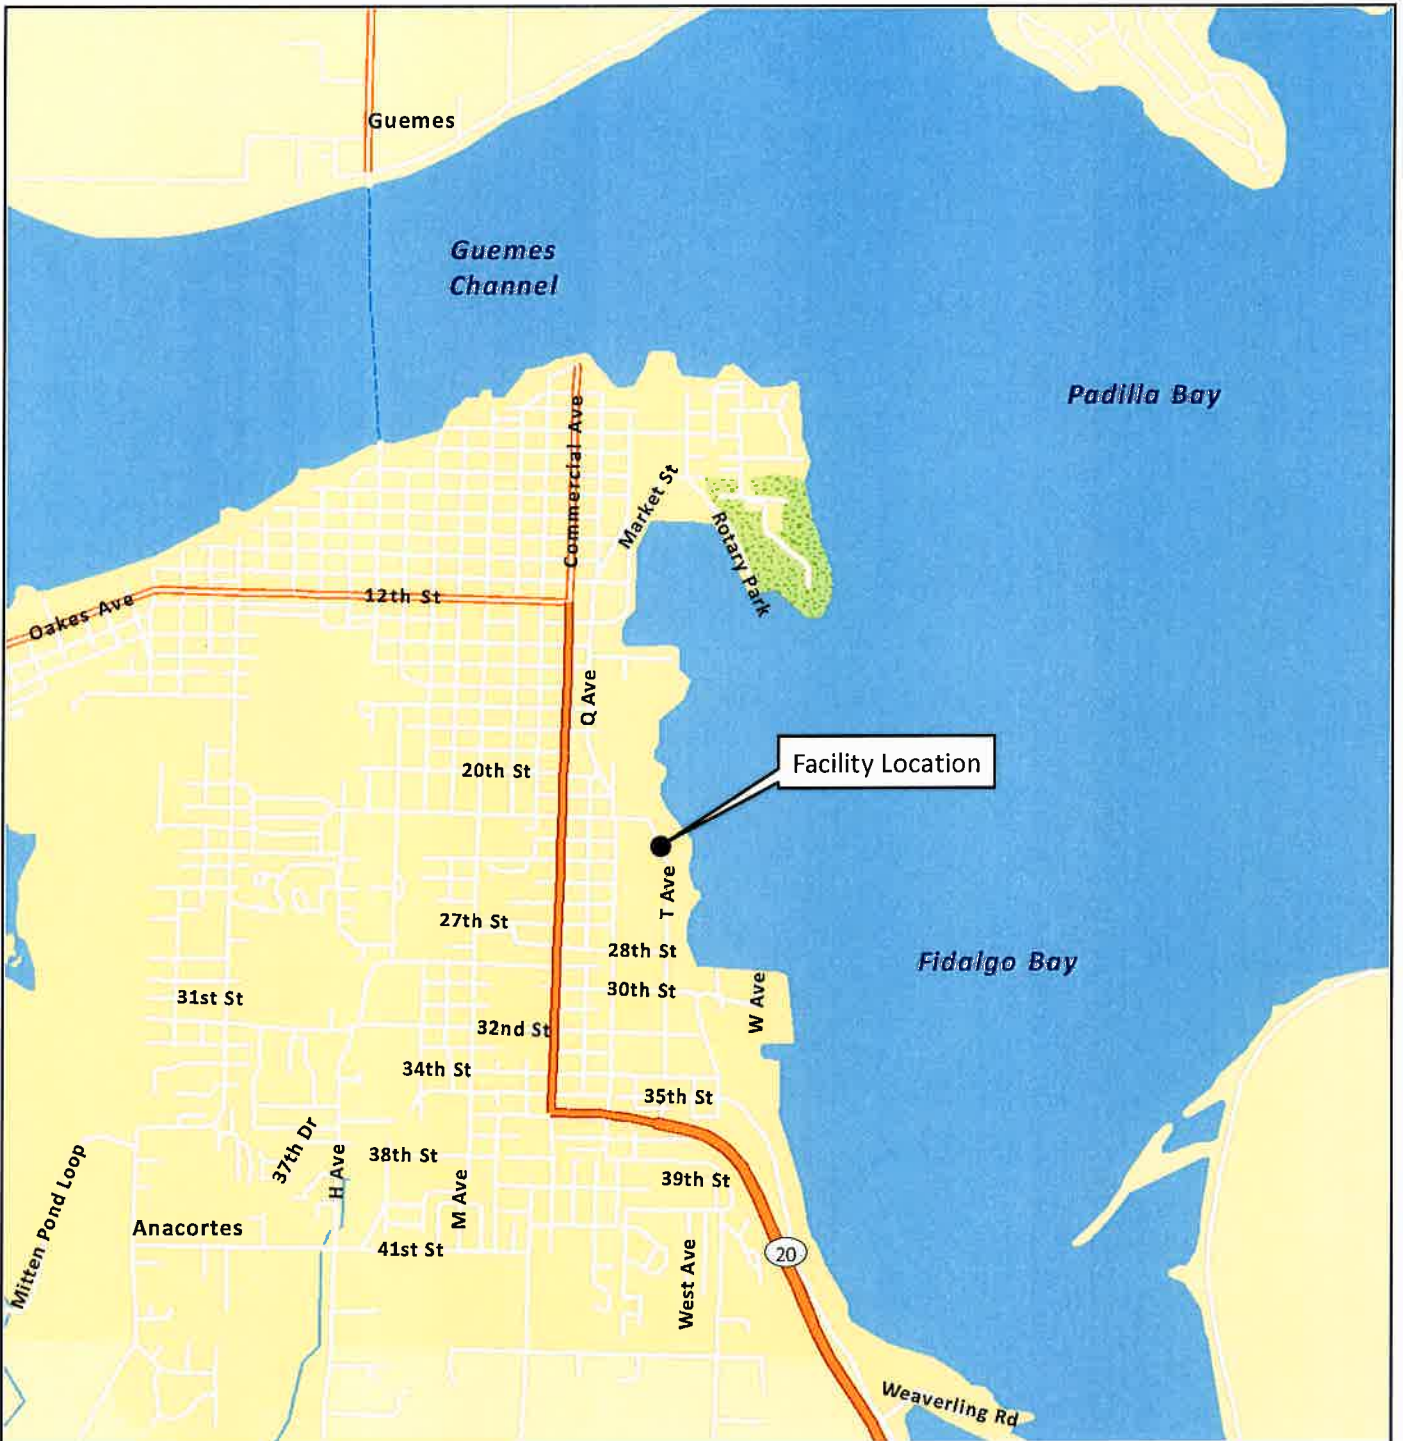 Guemes
Guemes
Channel
Padilla Bay
Commercial Ave
Market St
Rotary Park
12th St
Oakes Ave
Q Ave
20th St
Facility Location
T Ave
27th St
28th St
Fidalgo Bay
30th St
31st St
W Ave
32nd St
34th St
35th St
37th Dr
38th St
H Ave
39th St
M Ave
Mitten Pond Loop
Anacortes
41st St
20
West Ave
Weaverling Rd